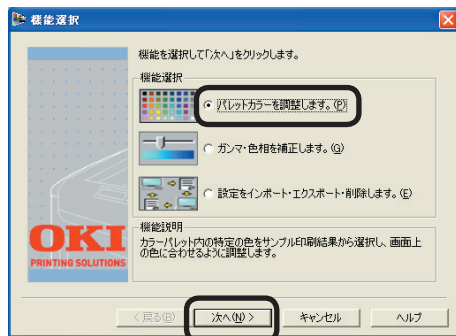 機能選択
機能を選択して「次へ」をクリックします。
機能選択
パレットカラーを調整します。(P)
ガンマ・色相を補正します。(G)
設定をインポート・エクスポート・削除します。(E)
機能説明
カラーパレット内の特定の色をサンプル印刷結果から選択し、画面上
の色に合わせるように調整します。
OKI
PRINTING SOLUTIONS
< 戻る(B)
次へ(N) >
キャンセル
ヘルプ